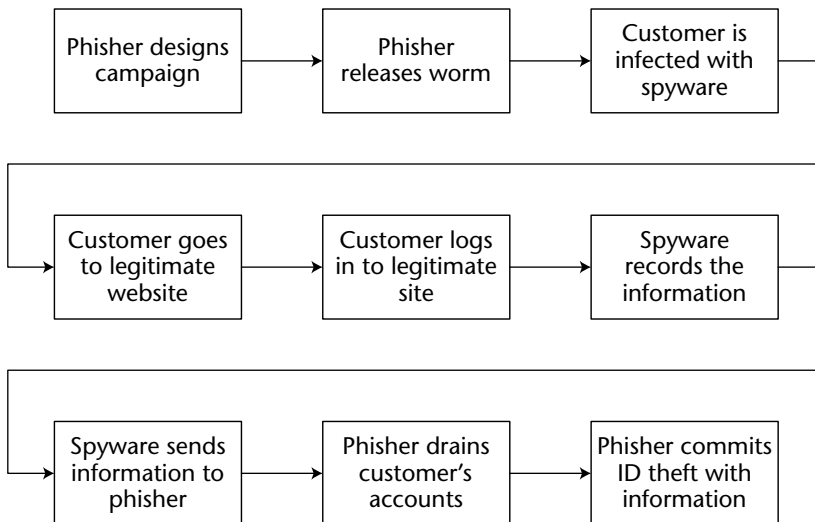 Phisher designs
campaign
Phisher
releases worm
Customer is
infected with
spyware
Customer goes
to legitimate
website
Customer logs
in to legitimate
site
Spyware
records the
information
Spyware sends
information to
phisher
Phisher drains
customer’s
accounts
Phisher commits
ID theft with
information